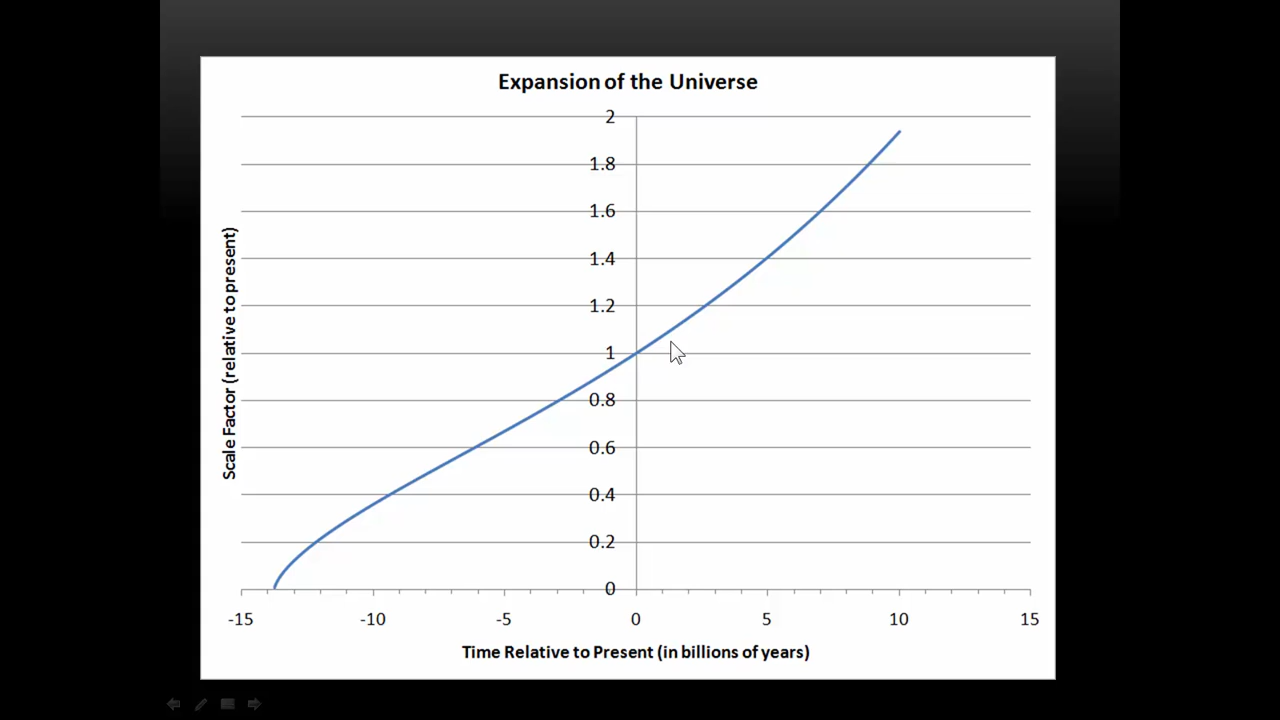 Expansion of the Universe
2
1.8
1.6
1.4
1.2
1
0.8
0.6
0.4
0.2
0
Scale Factor (relative to present)
-15 -10 -5 0 5 10 15
Time Relative to Present (in billions of years)